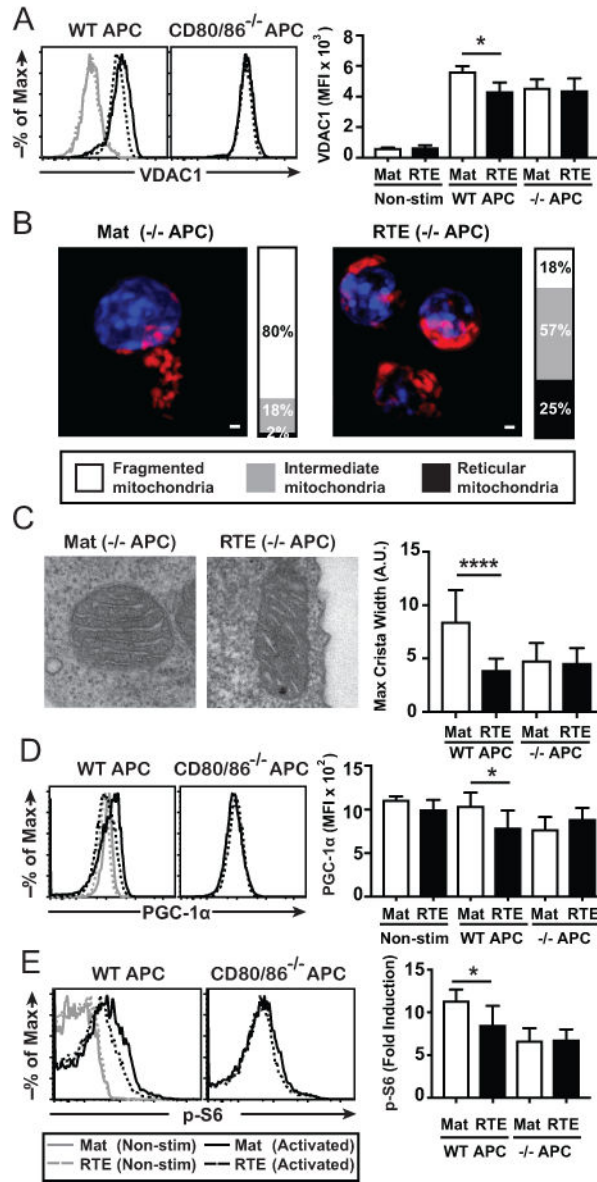 A
WT APC
CD80/86-/- APC
% of Max
VDAC1
VDAC1 (MFI x 10³)
8
6
4
2
0
*
Mat RTE Mat RTE Mat RTE
Non-stim WT APC -/- APC
B
Mat (-/- APC)
80%
18%
2%
RTE (-/- APC)
18%
57%
25%
Fragmented mitochondria
Intermediate mitochondria
Reticular mitochondria
C
Mat (-/- APC)
RTE (-/- APC)
Max Crista Width (A.U.)
15
10
5
0
****
Mat RTE Mat RTE
WT APC -/- APC
D
WT APC
CD80/86-/- APC
% of Max
PGC-1α
PGC-1α (MFI x 10²)
15
10
5
0
*
Mat RTE Mat RTE Mat RTE
Non-stim WT APC -/- APC
E
WT APC
CD80/86-/- APC
% of Max
p-S6
Mat (Non-stim)
Mat (Activated)
RTE (Non-stim)
RTE (Activated)
p-S6 (Fold Induction)
15
10
5
0
*
Mat RTE Mat RTE
WT APC -/- APC